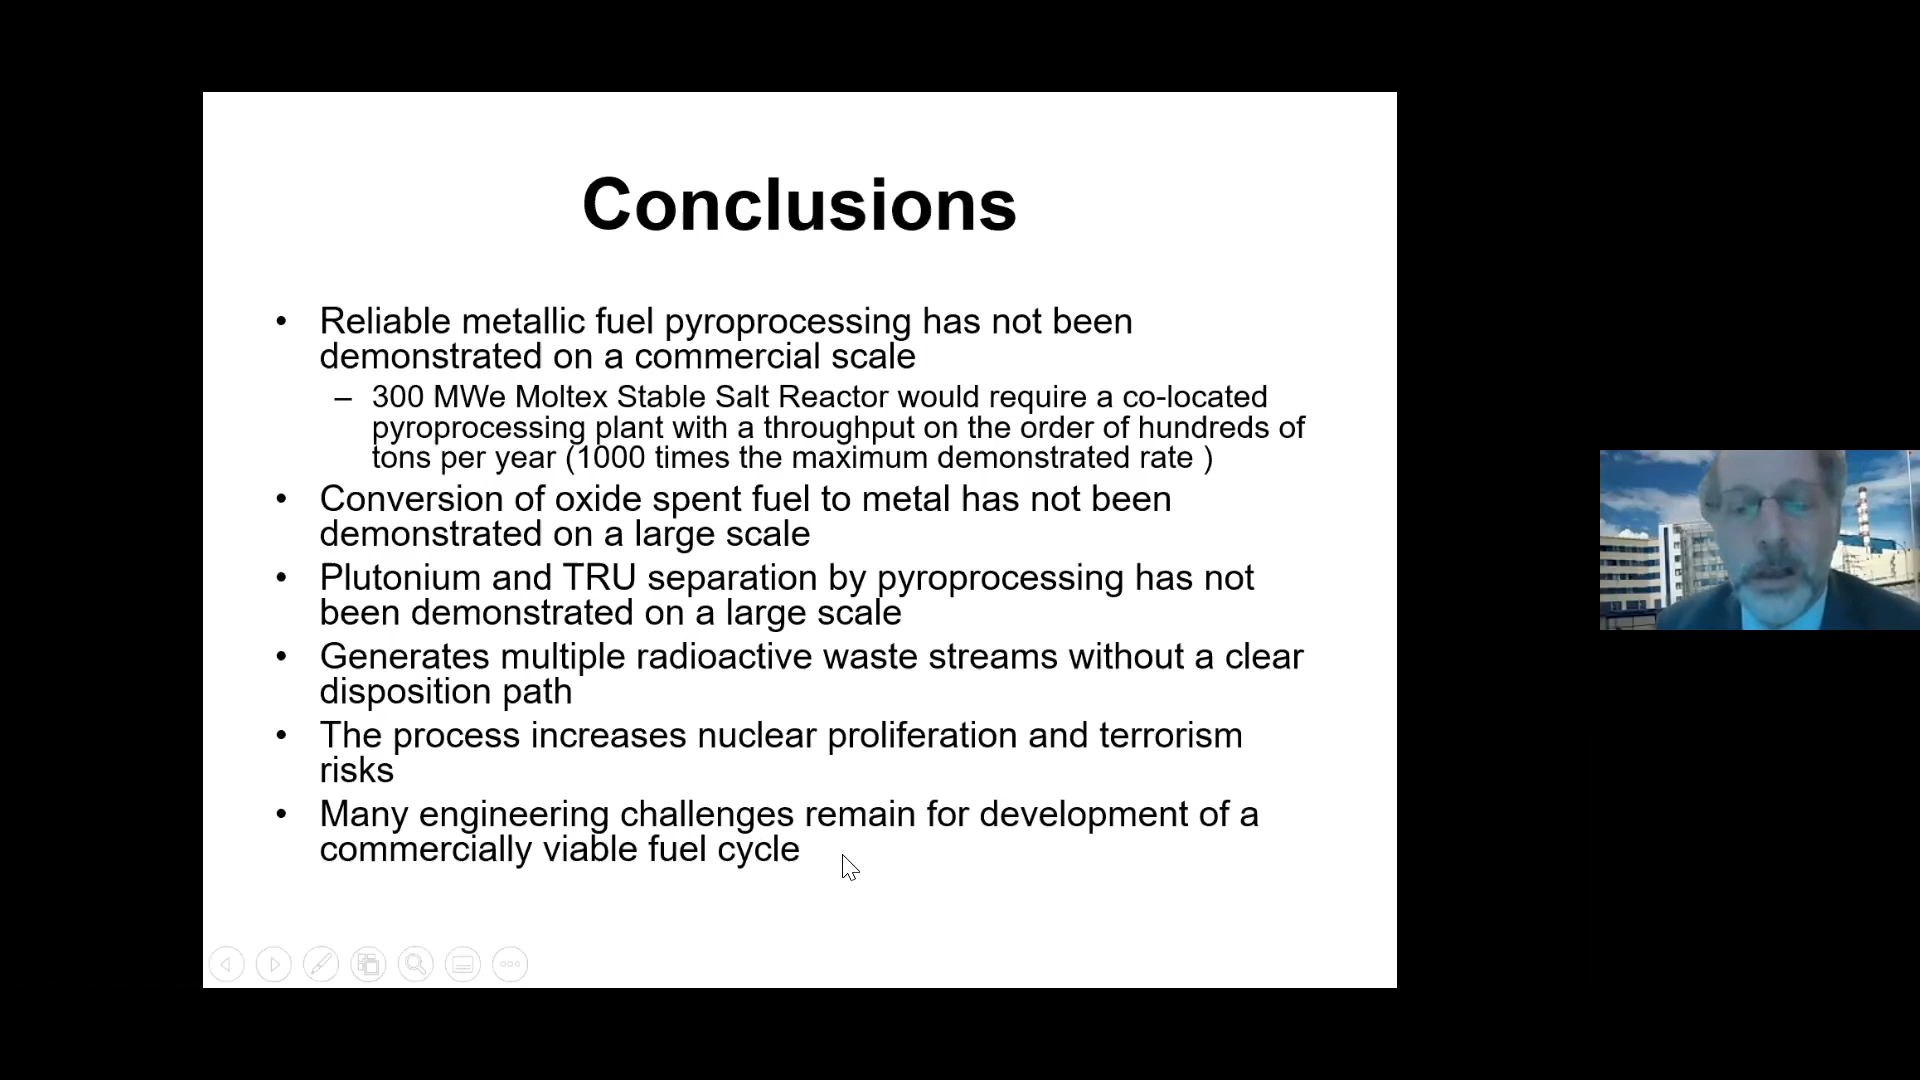 Conclusions
• Reliable metallic fuel pyroprocessing has not been
demonstrated on a commercial scale
– 300 MWe Moltex Stable Salt Reactor would require a co-located
pyroprocessing plant with a throughput on the order of hundreds of
tons per year (1000 times the maximum demonstrated rate )
• Conversion of oxide spent fuel to metal has not been
demonstrated on a large scale
• Plutonium and TRU separation by pyroprocessing has not
been demonstrated on a large scale
• Generates multiple radioactive waste streams without a clear
disposition path
• The process increases nuclear proliferation and terrorism
risks
• Many engineering challenges remain for development of a
commercially viable fuel cycle